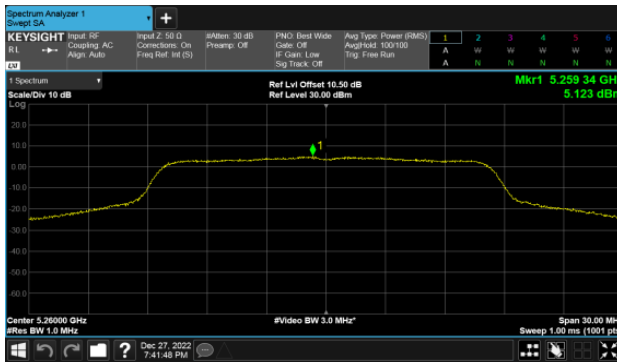 Spectrum Analyzer 1
Swept SA
+
KEYSIGHT
RL
LXI
Input: RF
Coupling: AC
Align: Auto
Input Z: 50 Ω
Corrections: On
Freq Ref: Int (S)
#Atten: 30 dB
Preamp: Off
PNO: Best Wide
Gate: Off
IF Gain: Low
Sig Track: Off
Avg Type: Power (RMS)
Avg|Hold: 100/100
Trig: Free Run
1 2 3 4 5 6
A W W W W W
A N N N N N
1 Spectrum
Scale/Div 10 dB
Log
Ref Lvl Offset 10.50 dB
Ref Level 30.00 dBm
Mkr1 5.259 34 GH
5.123 dBr
20.0
10.0
0.00
-10.0
-20.0
-30.0
-40.0
-50.0
-60.0
1
Center 5.26000 GHz
#Res BW 1.0 MHz
#Video BW 3.0 MHz*
Span 30.00 MH
Sweep 1.00 ms (1001 pts
?
Dec 27, 2022
7:41:48 PM